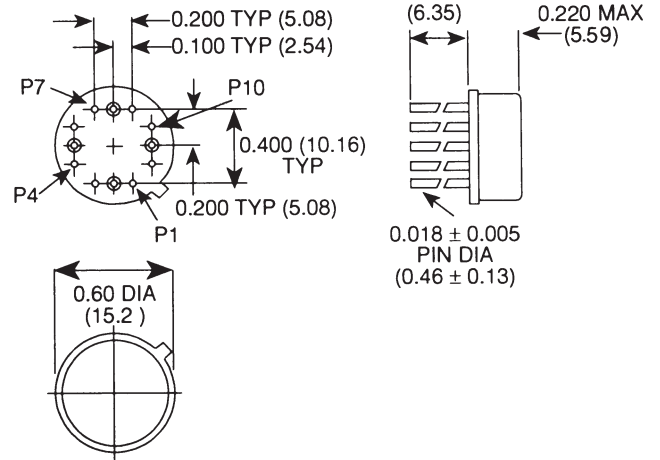 0.200 TYP (5.08)
0.100 TYP (2.54)
P7
P10
0.400 (10.16)
TYP
P4
0.200 TYP (5.08)
P1
(6.35)
0.220 MAX
(5.59)
0.018 ± 0.005
PIN DIA
(0.46 ± 0.13)
0.60 DIA
(15.2 )